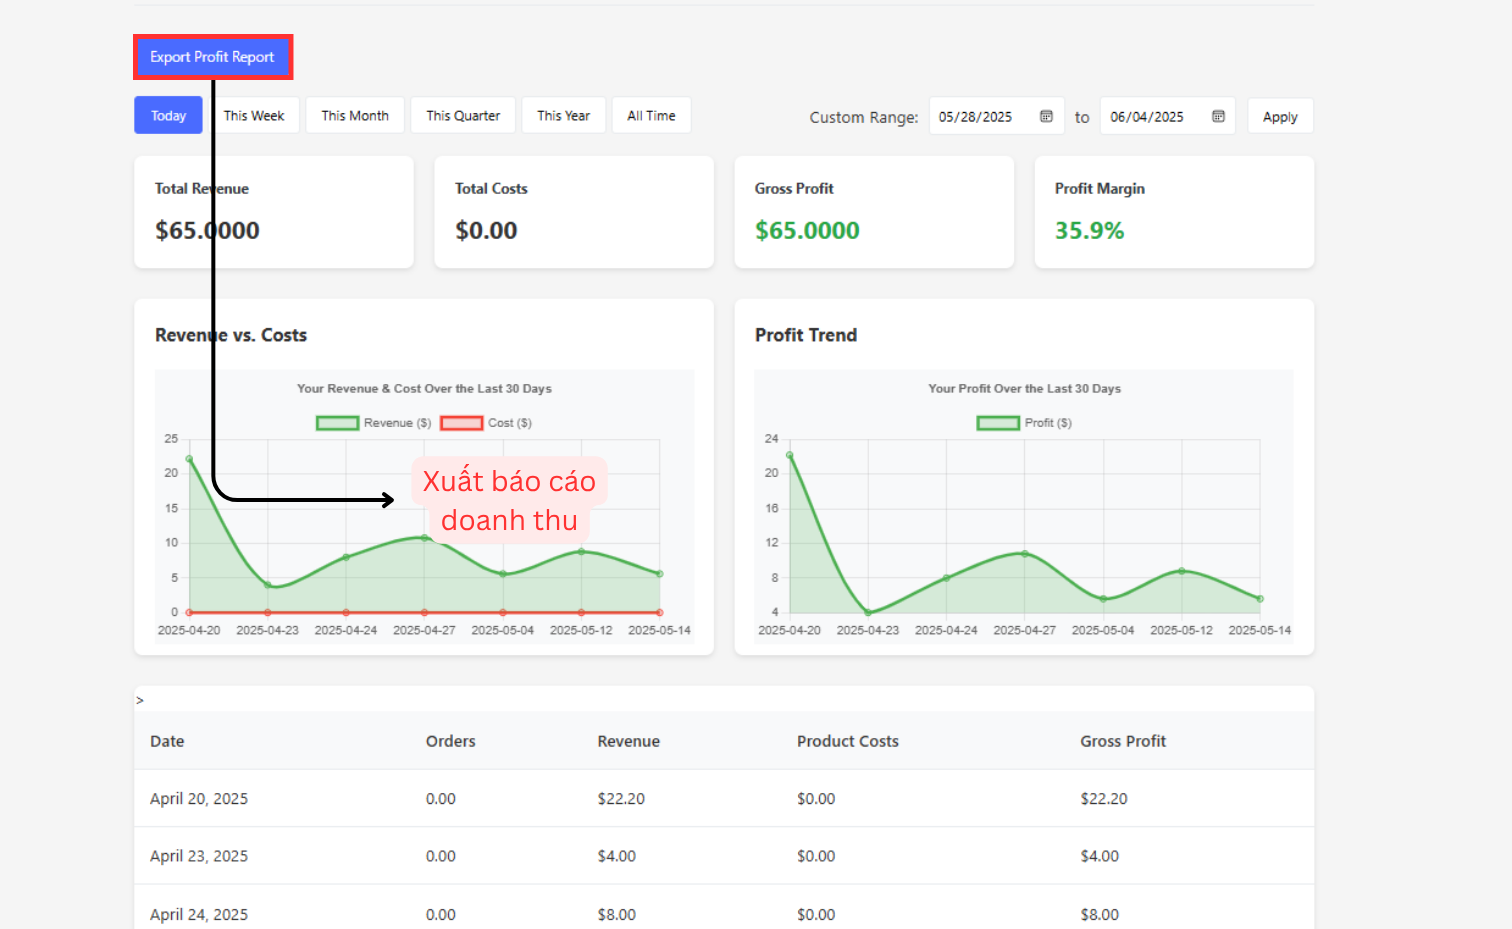 Export Profit Report
Today This Week This Month This Quarter This Year All Time Custom Range: 05/28/2025 to 06/04/2025 Apply
Total Revenue
$65.0000
Total Costs
$0.00
Gross Profit
$65.0000
Profit Margin
35.9%
Revenue vs. Costs
Your Revenue & Cost Over the Last 30 Days
Revenue ($) Cost ($)
25
20
15
10
5
0
2025-04-20 2025-04-23 2025-04-24 2025-04-27 2025-05-04 2025-05-12 2025-05-14
Xuất báo cáo
doanh thu
Profit Trend
Your Profit Over the Last 30 Days
Profit ($)
24
20
16
12
8
4
2025-04-20 2025-04-23 2025-04-24 2025-04-27 2025-05-04 2025-05-12 2025-05-14
>
Date Orders Revenue Product Costs Gross Profit
April 20, 2025 0.00 $22.20 $0.00 $22.20
April 23, 2025 0.00 $4.00 $0.00 $4.00
April 24, 2025 0.00 $8.00 $0.00 $8.00